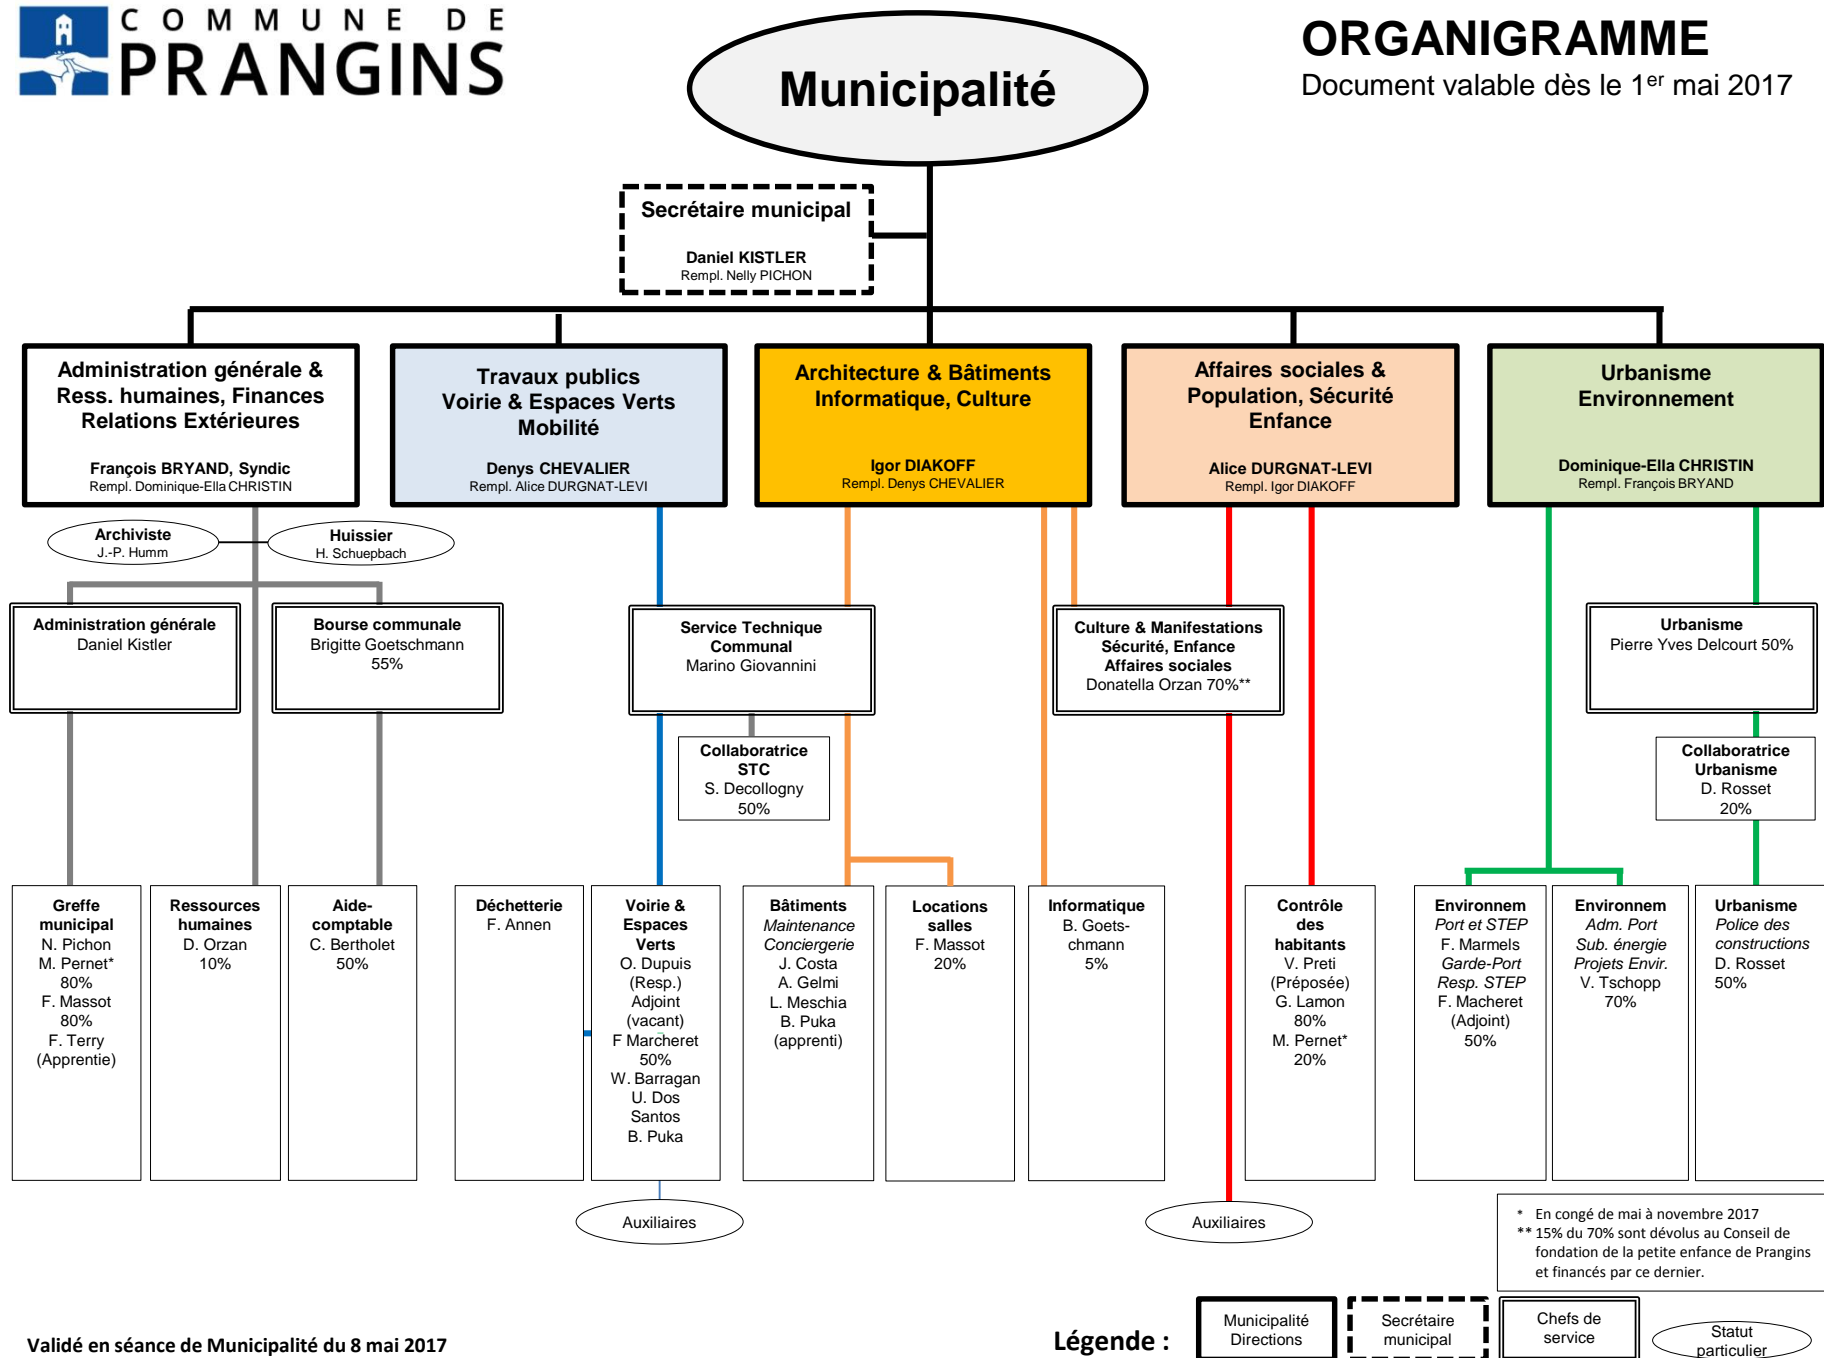 COMMUNE DE
PRANGINS
Municipalité
ORGANIGRAMME
Document valable dès le 1er mai 2017
Secrétaire municipal
Daniel KISTLER
Rempl. Nelly PICHON
Administration générale &
Ress. humaines, Finances
Relations Extérieures
François BRYAND, Syndic
Rempl. Dominique-Ella CHRISTIN
Travaux publics
Voirie & Espaces Verts
Mobilité
Denys CHEVALIER
Rempl. Alice DURGNAT-LEVI
Architecture & Bâtiments
Informatique, Culture
Igor DIAKOFF
Rempl. Denys CHEVALIER
Affaires sociales &
Population, Sécurité
Enfance
Alice DURGNAT-LEVI
Rempl. Igor DIAKOFF
Urbanisme
Environnement
Dominique-Ella CHRISTIN
Rempl. François BRYAND
Archiviste
J.-P. Humm
Huissier
H. Schuepbach
Administration générale
Daniel Kistler
Bourse communale
Brigitte Goetschmann
55%
Service Technique
Communal
Marino Giovannini
Culture & Manifestations
Sécurité, Enfance
Affaires sociales
Donatella Orzan 70%**
Urbanisme
Pierre Yves Delcourt 50%
Collaboratrice
STC
S. Decollogny
50%
Collaboratrice
Urbanisme
D. Rosset
20%
Greffe
municipal
N. Pichon
M. Pernet*
80%
F. Massot
80%
F. Terry
(Apprentie)
Ressources
humaines
D. Orzan
10%
Aide-
comptable
C. Bertholet
50%
Déchetterie
F. Annen
Voirie &
Espaces
Verts
O. Dupuis
(Resp.)
Adjoint
(vacant)
F Marcheret
50%
W. Barragan
U. Dos
Santos
B. Puka
Bâtiments
Maintenance
Conciergerie
J. Costa
A. Gelmi
L. Meschia
B. Puka
(apprenti)
Locations
salles
F. Massot
20%
Informatique
B. Goets-
chmann
5%
Contrôle
des
habitants
V. Preti
(Préposée)
G. Lamon
80%
M. Pernet*
20%
Environnem
Port et STEP
F. Marmels
Garde-Port
Resp. STEP
F. Macheret
(Adjoint)
50%
Environnem
Adm. Port
Sub. énergie
Projets Envir.
V. Tschopp
70%
Urbanisme
Police des
constructions
D. Rosset
50%
Auxiliaires
Auxiliaires
* En congé de mai à novembre 2017
** 15% du 70% sont dévolus au Conseil de
fondation de la petite enfance de Prangins
et financés par ce dernier.
Validé en séance de Municipalité du 8 mai 2017
Légende :
Municipalité
Directions
Secrétaire
municipal
Chefs de
service
Statut
particulier